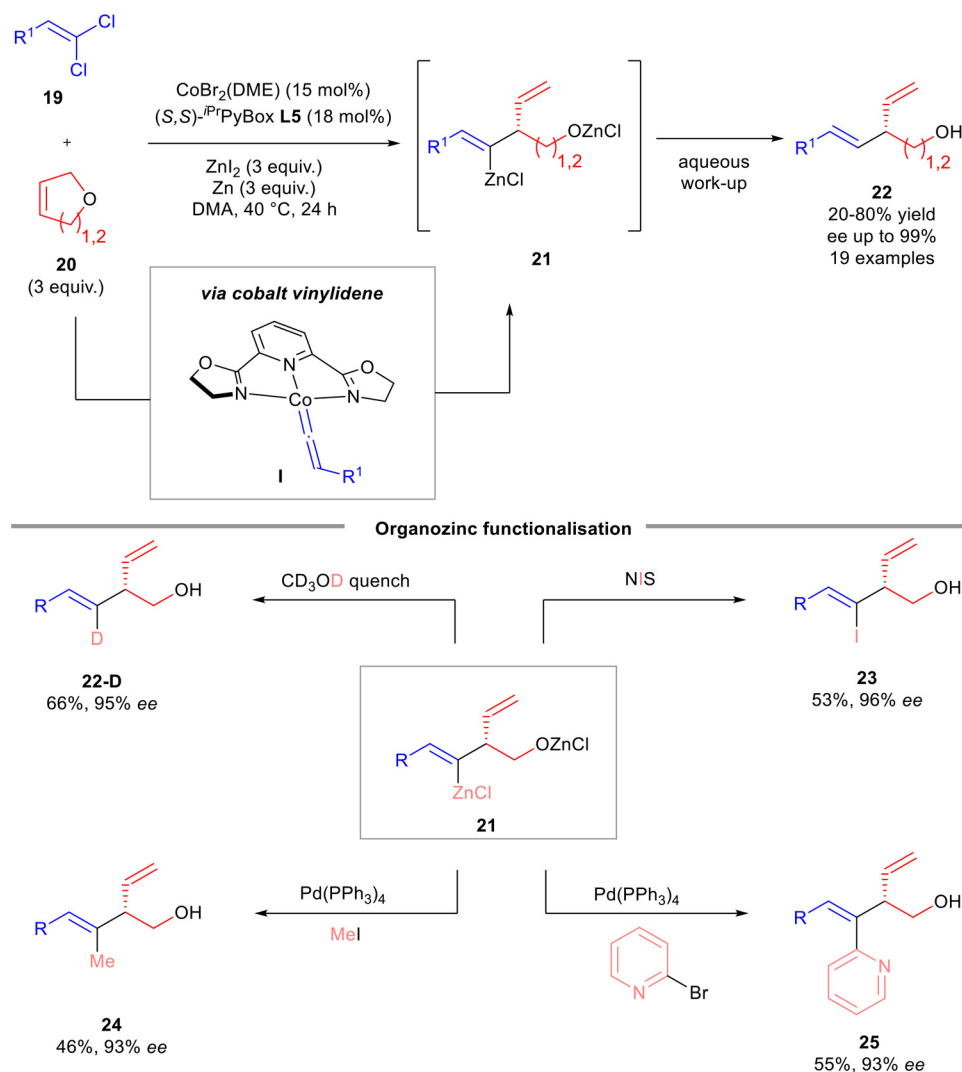 R¹
Cl
Cl
19
+
O
1,2
20
(3 equiv.)
CoBr₂(DME) (15 mol%)
(S,S)-ⁱᴾʳPyBox L5 (18 mol%)
ZnI₂ (3 equiv.)
Zn (3 equiv.)
DMA, 40 °C, 24 h
R¹
ZnCl
OZnCl
1,2
21
aqueous
work-up
R¹
OH
1,2
22
20-80% yield
ee up to 99%
19 examples
via cobalt vinylidene
O
N
N
N
O
Co
R¹
I
Organozinc functionalisation
R
OH
D
22-D
66%, 95% ee
CD₃OD quench
NIS
R
OH
I
23
53%, 96% ee
R
OZnCl
ZnCl
21
R
OH
Me
24
46%, 93% ee
Pd(PPh₃)₄
MeI
Pd(PPh₃)₄
N
Br
R
OH
N
25
55%, 93% ee